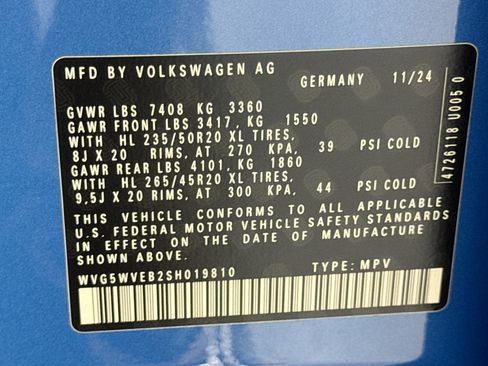 MFD BY VOLKSWAGEN AG GERMANY 11/24
GVWR LBS 7408 KG 3360
GAWR FRONT LBS 3417, KG 1550
WITH HL 235/50R20 XL TIRES,
8J X 20 RIMS, AT 270 KPA, 39 PSI COLD
GAWR REAR LBS 4101, KG 1860
WITH HL 265/45R20 XL TIRES,
9,5J X 20 RIMS, AT 300 KPA, 44 PSI COLD
THIS VEHICLE CONFORMS TO ALL APPLICABLE
U.S. FEDERAL MOTOR VEHICLE SAFETY STANDARDS
IN EFFECT ON THE DATE OF MANUFACTURE
SHOWN ABOVE.
WVG5WVEB2SH019810 TYPE: MPV
4726118 U005 0